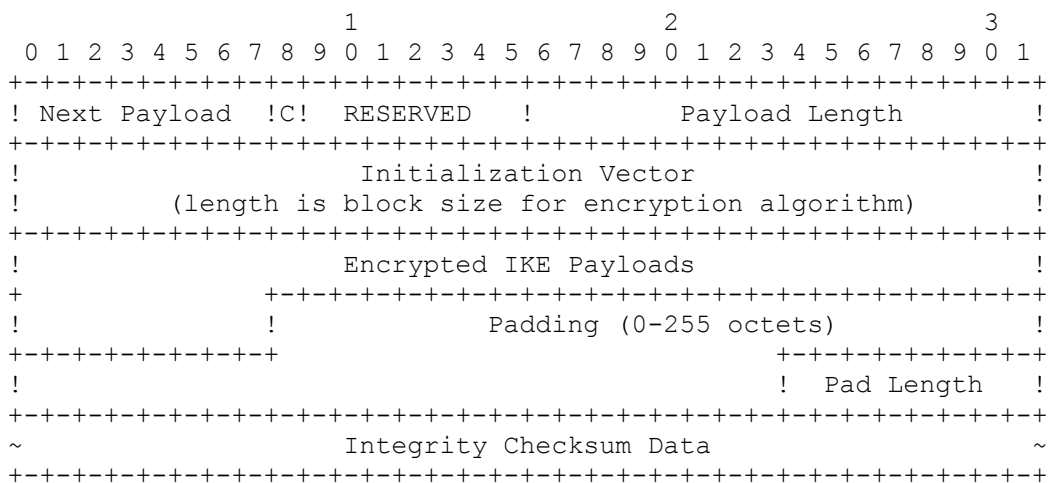 1                   2                   3
 0 1 2 3 4 5 6 7 8 9 0 1 2 3 4 5 6 7 8 9 0 1 2 3 4 5 6 7 8 9 0 1
+-+-+-+-+-+-+-+-+-+-+-+-+-+-+-+-+-+-+-+-+-+-+-+-+-+-+-+-+-+-+-+-+
! Next Payload  !C!  RESERVED   !         Payload Length        !
+-+-+-+-+-+-+-+-+-+-+-+-+-+-+-+-+-+-+-+-+-+-+-+-+-+-+-+-+-+-+-+-+
!                     Initialization Vector                     !
!         (length is block size for encryption algorithm)       !
+-+-+-+-+-+-+-+-+-+-+-+-+-+-+-+-+-+-+-+-+-+-+-+-+-+-+-+-+-+-+-+-+
!                    Encrypted IKE Payloads                     !
+               +-+-+-+-+-+-+-+-+-+-+-+-+-+-+-+-+-+-+-+-+-+-+-+-+
!               !             Padding (0-255 octets)            !
+-+-+-+-+-+-+-+-+                               +-+-+-+-+-+-+-+-+
!                                               !  Pad Length   !
+-+-+-+-+-+-+-+-+-+-+-+-+-+-+-+-+-+-+-+-+-+-+-+-+-+-+-+-+-+-+-+-+
~                    Integrity Checksum Data                    ~
+-+-+-+-+-+-+-+-+-+-+-+-+-+-+-+-+-+-+-+-+-+-+-+-+-+-+-+-+-+-+-+-+